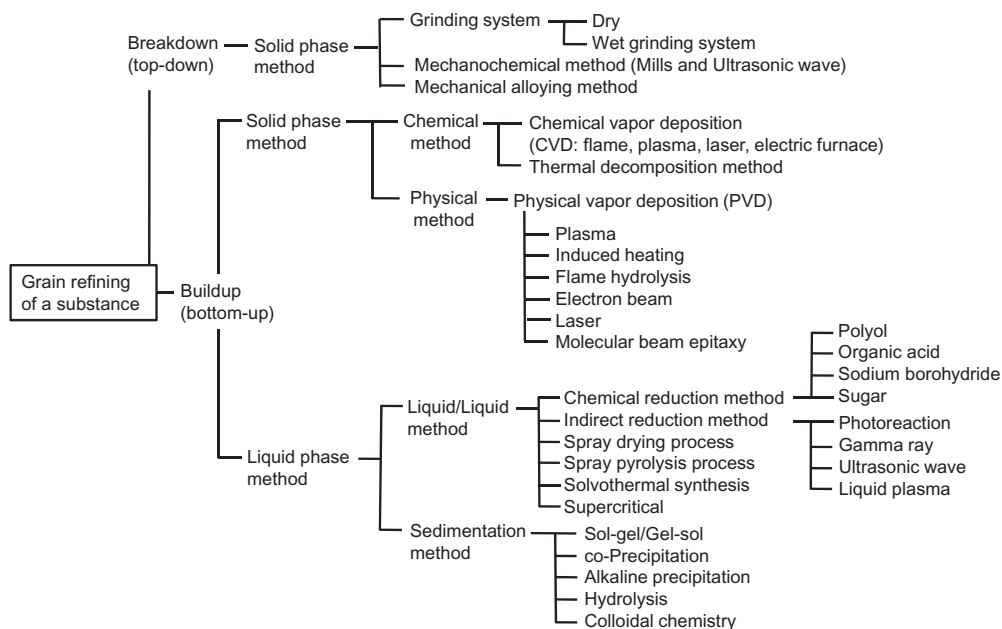 Grain refining
of a substance
Breakdown
(top-down)
Solid phase
method
Grinding system
Dry
Wet grinding system
Mechanochemical method (Mills and Ultrasonic wave)
Mechanical alloying method
Buildup
(bottom-up)
Solid phase
method
Chemical
method
Chemical vapor deposition
(CVD: flame, plasma, laser, electric furnace)
Thermal decomposition method
Physical
method
Physical vapor deposition (PVD)
Plasma
Induced heating
Flame hydrolysis
Electron beam
Laser
Molecular beam epitaxy
Liquid phase
method
Liquid/Liquid
method
Chemical reduction method
Polyol
Organic acid
Sodium borohydride
Sugar
Indirect reduction method
Photoreaction
Gamma ray
Ultrasonic wave
Liquid plasma
Spray drying process
Spray pyrolysis process
Solvothermal synthesis
Supercritical
Sedimentation
method
Sol-gel/Gel-sol
co-Precipitation
Alkaline precipitation
Hydrolysis
Colloidal chemistry